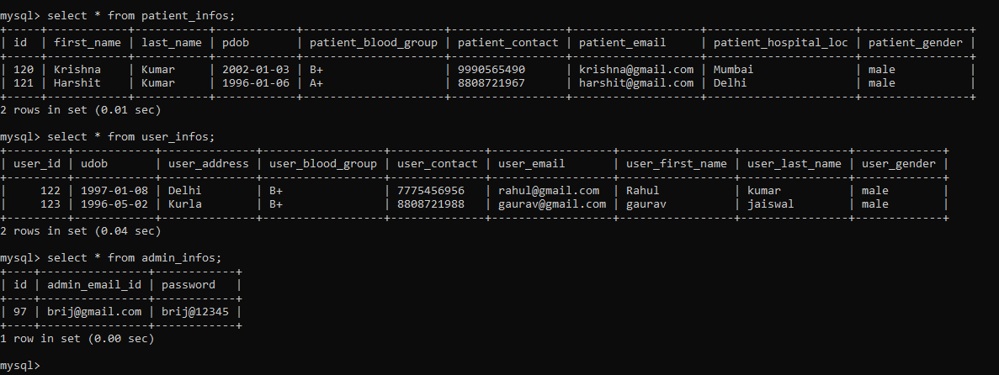 mysql> select * from patient_infos;
+-----+------------+-----------+------------+---------------------+-----------------+-------------------+----------------------+----------------+
| id | first_name | last_name | pdob | patient_blood_group | patient_contact | patient_email | patient_hospital_loc | patient_gender |
+-----+------------+-----------+------------+---------------------+-----------------+-------------------+----------------------+----------------+
| 120 | Krishna | Kumar | 2002-01-03 | B+ | 9990565490 | krishna@gmail.com | Mumbai | male |
| 121 | Harshit | Kumar | 1996-01-06 | A+ | 8808721967 | harshit@gmail.com | Delhi | male |
+-----+------------+-----------+------------+---------------------+-----------------+-------------------+----------------------+----------------+
2 rows in set (0.01 sec)
mysql> select * from user_infos;
+---------+------------+--------------+------------------+--------------+------------------+-----------------+----------------+-------------+
| user_id | udob | user_address | user_blood_group | user_contact | user_email | user_first_name | user_last_name | user_gender |
+---------+------------+--------------+------------------+--------------+------------------+-----------------+----------------+-------------+
| 122 | 1997-01-08 | Delhi | B+ | 7775456956 | rahul@gmail.com | Rahul | kumar | male |
| 123 | 1996-05-02 | Kurla | B+ | 8808721988 | gaurav@gmail.com | gaurav | jaiswal | male |
+---------+------------+--------------+------------------+--------------+------------------+-----------------+----------------+-------------+
2 rows in set (0.04 sec)
mysql> select * from admin_infos;
+----+----------------+------------+
| id | admin_email_id | password |
+----+----------------+------------+
| 97 | brij@gmail.com | brij@12345 |
+----+----------------+------------+
1 row in set (0.00 sec)
mysql>